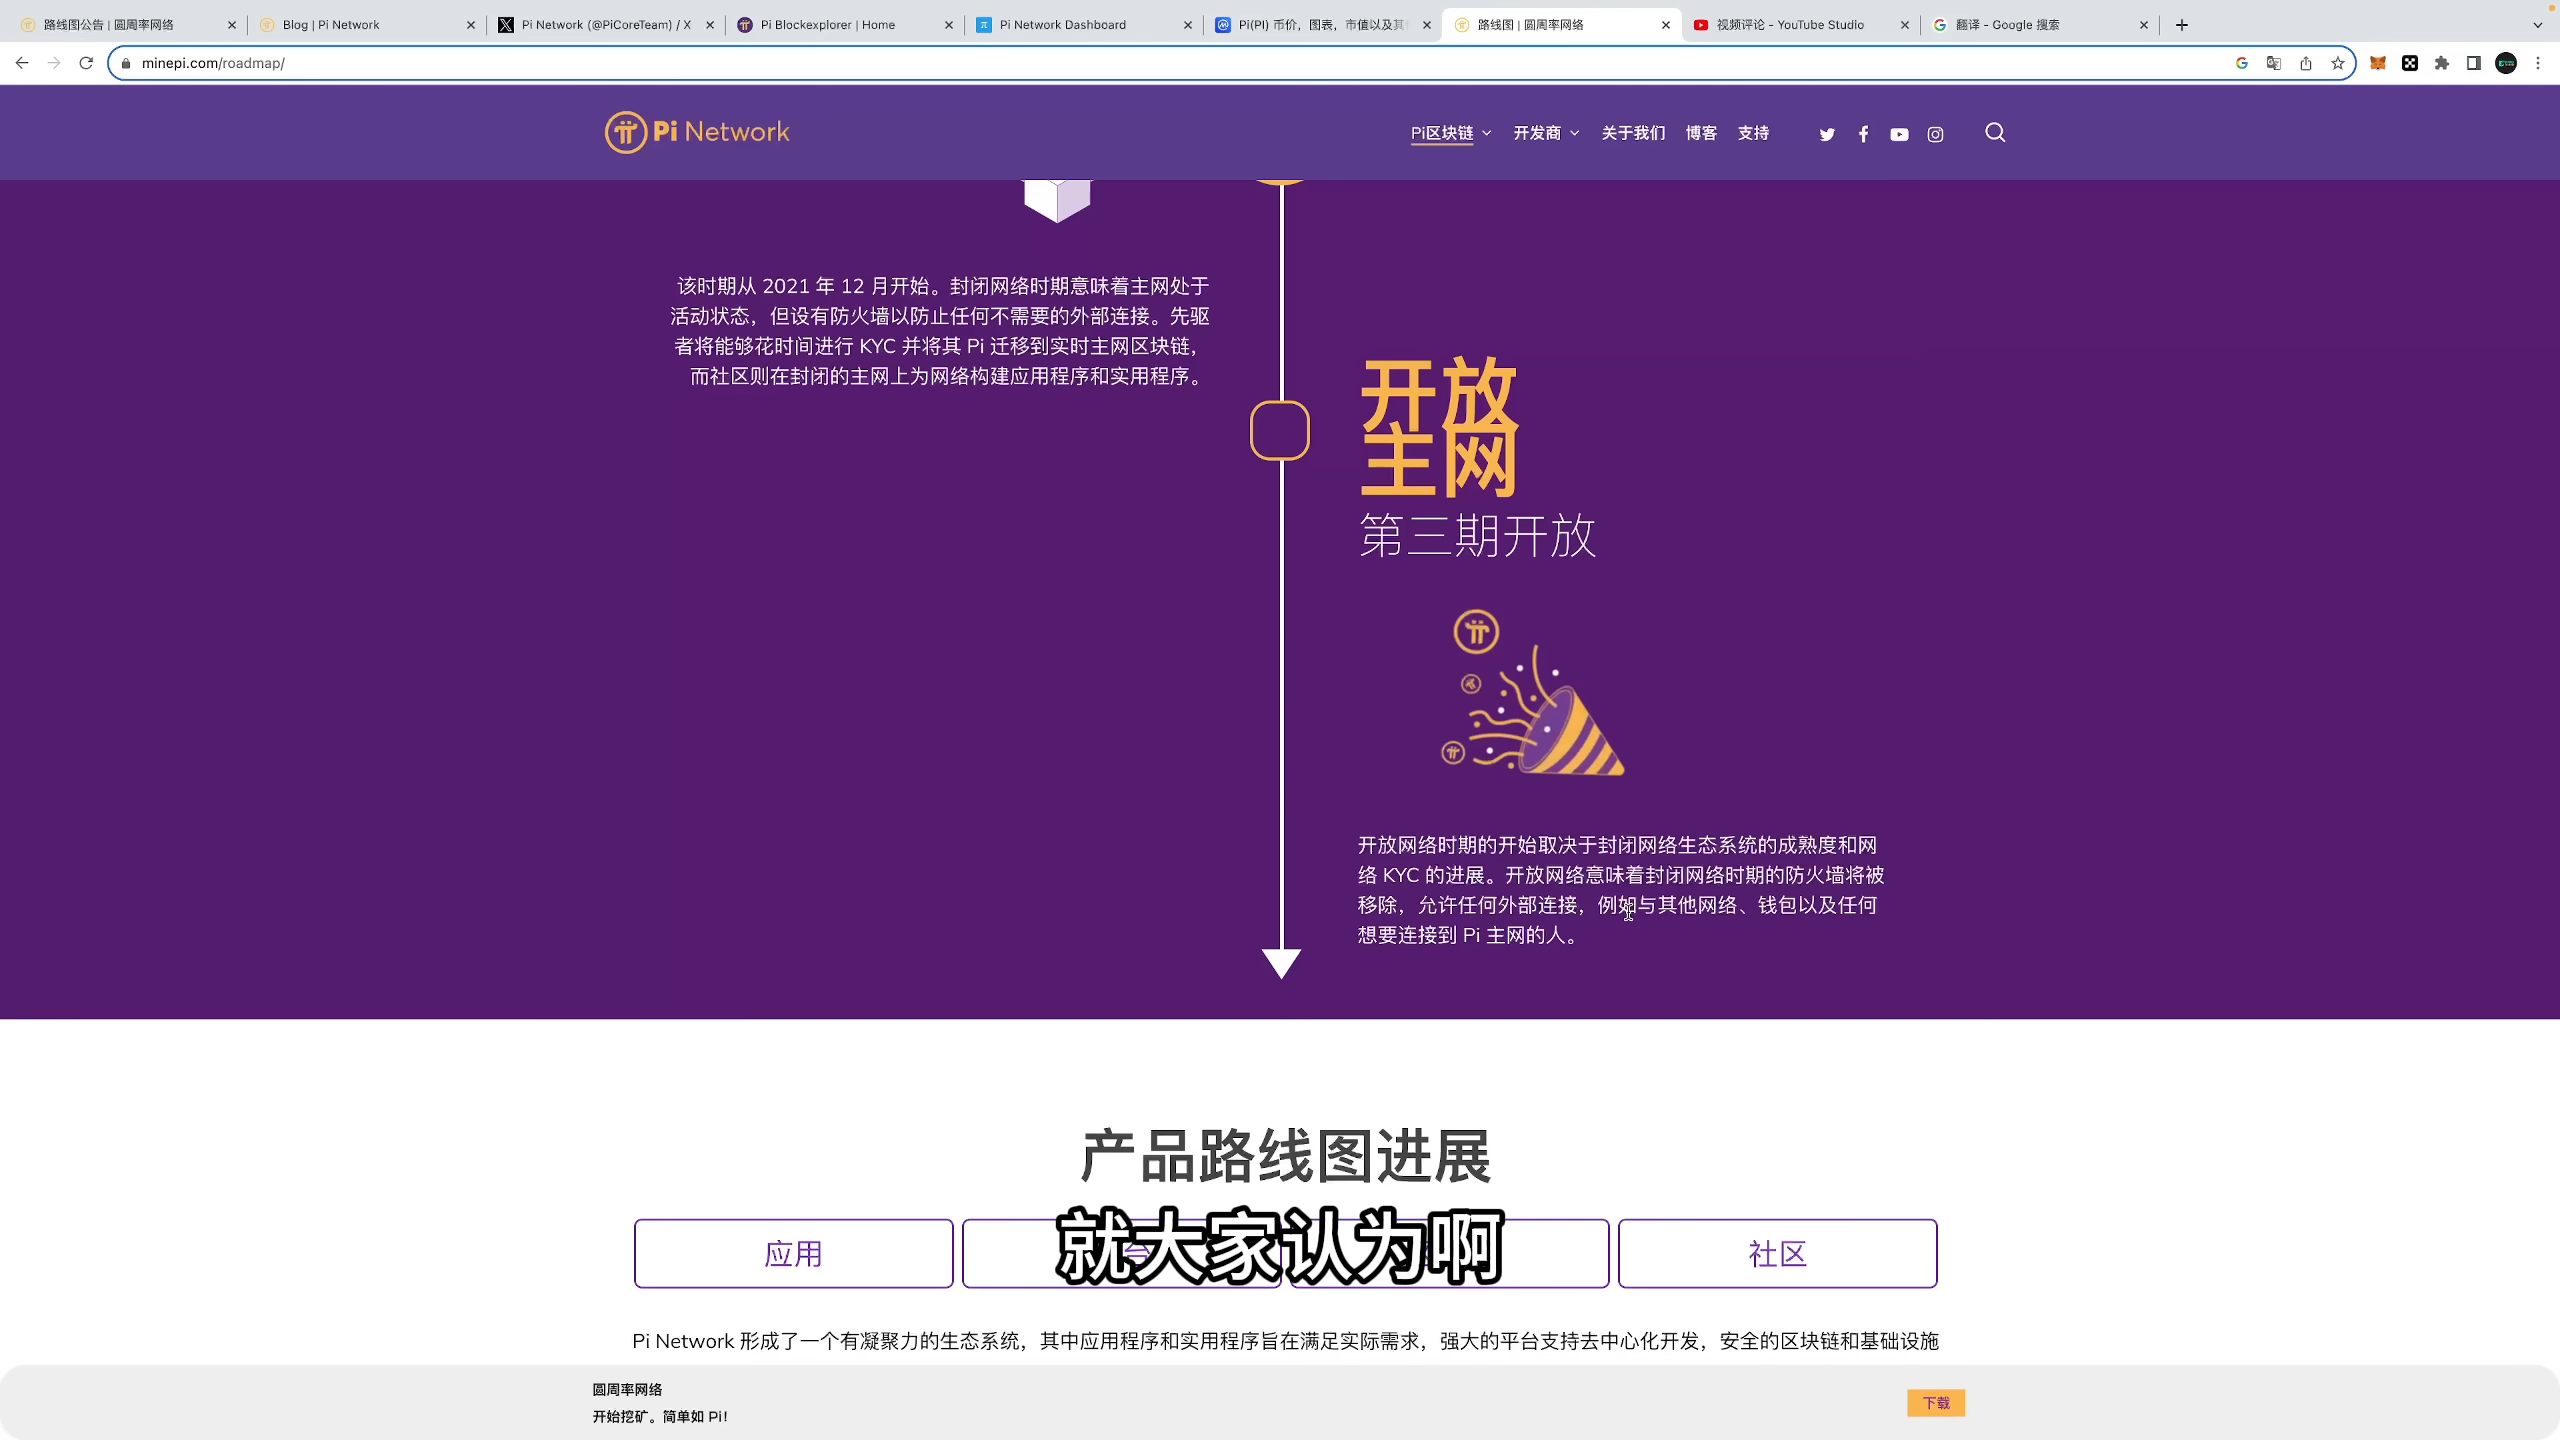 路线图公告 | 圆周率网络
Blog | Pi Network
Pi Network (@PiCoreTeam) / X
Pi Blockexplorer | Home
Pi Network Dashboard
Pi(PI) 币价，图表，市值以及其
路线图 | 圆周率网络
视频评论 - YouTube Studio
翻译 - Google 搜索
minepi.com/roadmap/
Pi Network
Pi区块链
开发商
关于我们
博客
支持
该时期从 2021 年 12 月开始。封闭网络时期意味着主网处于
活动状态，但设有防火墙以防止任何不需要的外部连接。先驱
者将能够花时间进行 KYC 并将其 Pi 迁移到实时主网区块链，
而社区则在封闭的主网上为网络构建应用程序和实用程序。
开放
主网
第三期开放
开放网络时期的开始取决于封闭网络生态系统的成熟度和网
络 KYC 的进展。开放网络意味着封闭网络时期的防火墙将被
移除，允许任何外部连接，例如与其他网络、钱包以及任何
想要连接到 Pi 主网的人。
产品路线图进展
应用
社区
就大家认为啊
Pi Network 形成了一个有凝聚力的生态系统，其中应用程序和实用程序旨在满足实际需求，强大的平台支持去中心化开发，安全的区块链和基础设施
圆周率网络
开始挖矿。简单如 Pi！
下载